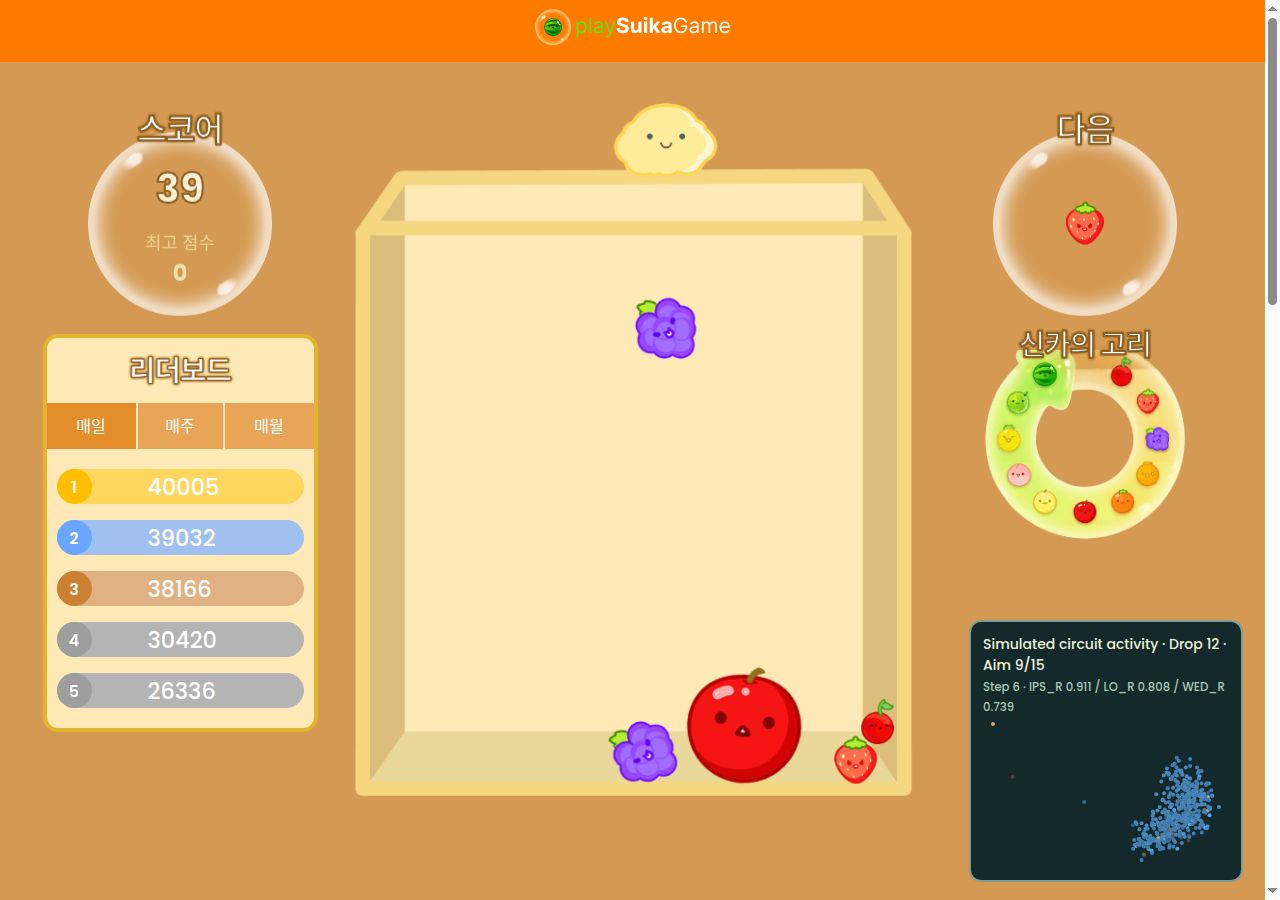 playSuikaGame
스코어
39
최고 점수
0
리더보드
매일 매주 매월
1 40005
2 39032
3 38166
4 30420
5 26336
다음
신카의 고리
Simulated circuit activity · Drop 12 ·
Aim 9/15
Step 6 · IPS_R 0.911 / LO_R 0.808 / WED_R
0.739